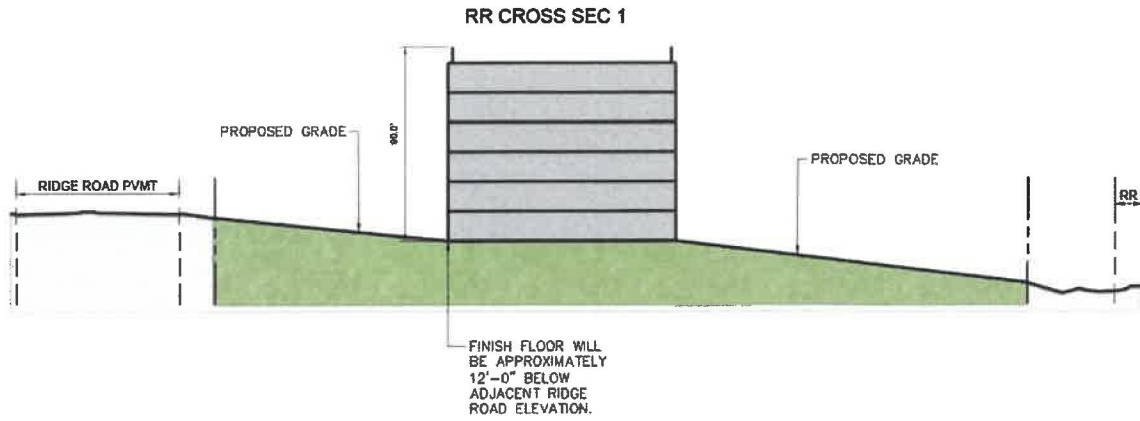 RR CROSS SEC 1
PROPOSED GRADE
90.0'
PROPOSED GRADE
RIDGE ROAD PVMT
RR
FINISH FLOOR WILL
BE APPROXIMATELY
12'-0" BELOW
ADJACENT RIDGE
ROAD ELEVATION.